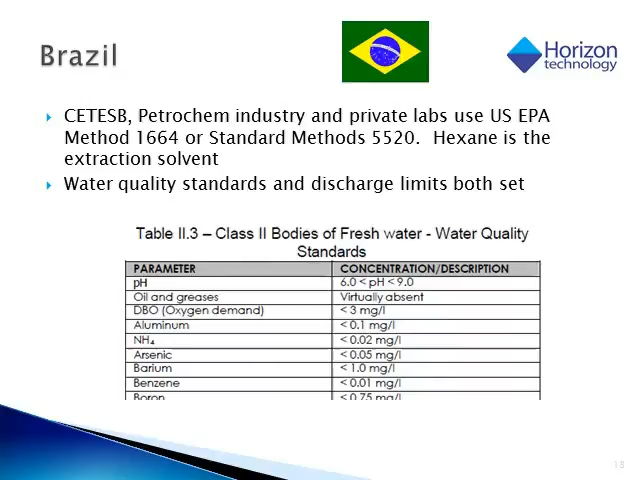 Brazil
Horizon
technology
CETESB, Petrochem industry and private labs use US EPA
Method 1664 or Standard Methods 5520.  Hexane is the
extraction solvent
Water quality standards and discharge limits both set
Table II.3 – Class II Bodies of Fresh water - Water Quality
Standards
PARAMETER CONCENTRATION/DESCRIPTION
pH 6.0 < pH < 9.0
Oil and greases Virtually absent
DBO (Oxygen demand) < 3 mg/l
Aluminum < 0.1 mg/l
NH₄ < 0.02 mg/l
Arsenic < 0.05 mg/l
Barium < 1.0 mg/l
Benzene < 0.01 mg/l
Boron < 0.75 mg/l
18